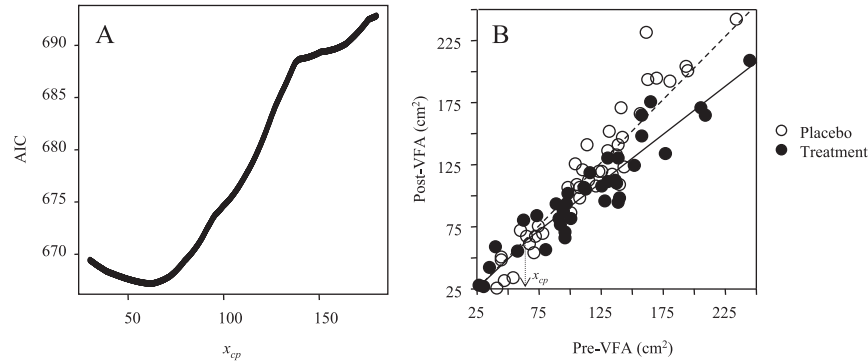 A
AIC
690
685
680
675
670
50
100
150
x_cp
B
Post-VFA (cm²)
225
175
125
75
25
x_cp
25
75
125
175
225
Pre-VFA (cm²)
Placebo
Treatment